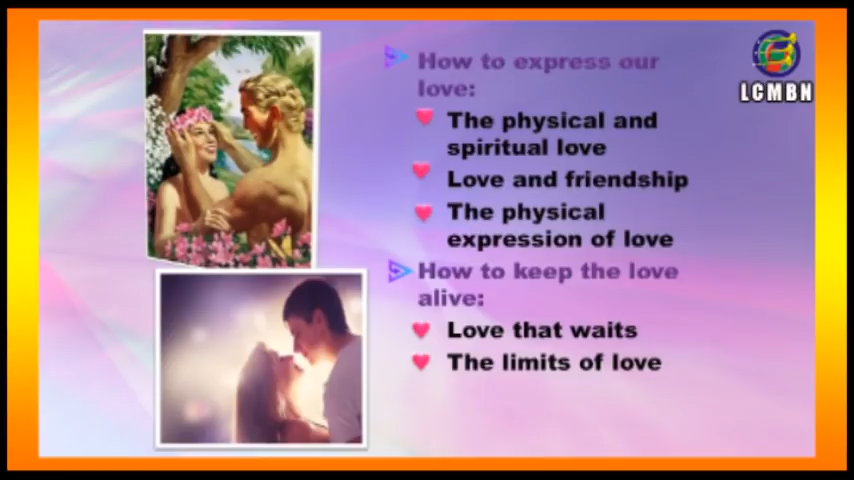 How to express our
love:
The physical and
spiritual love
Love and friendship
The physical
expression of love
How to keep the love
alive:
Love that waits
The limits of love
LCMBN